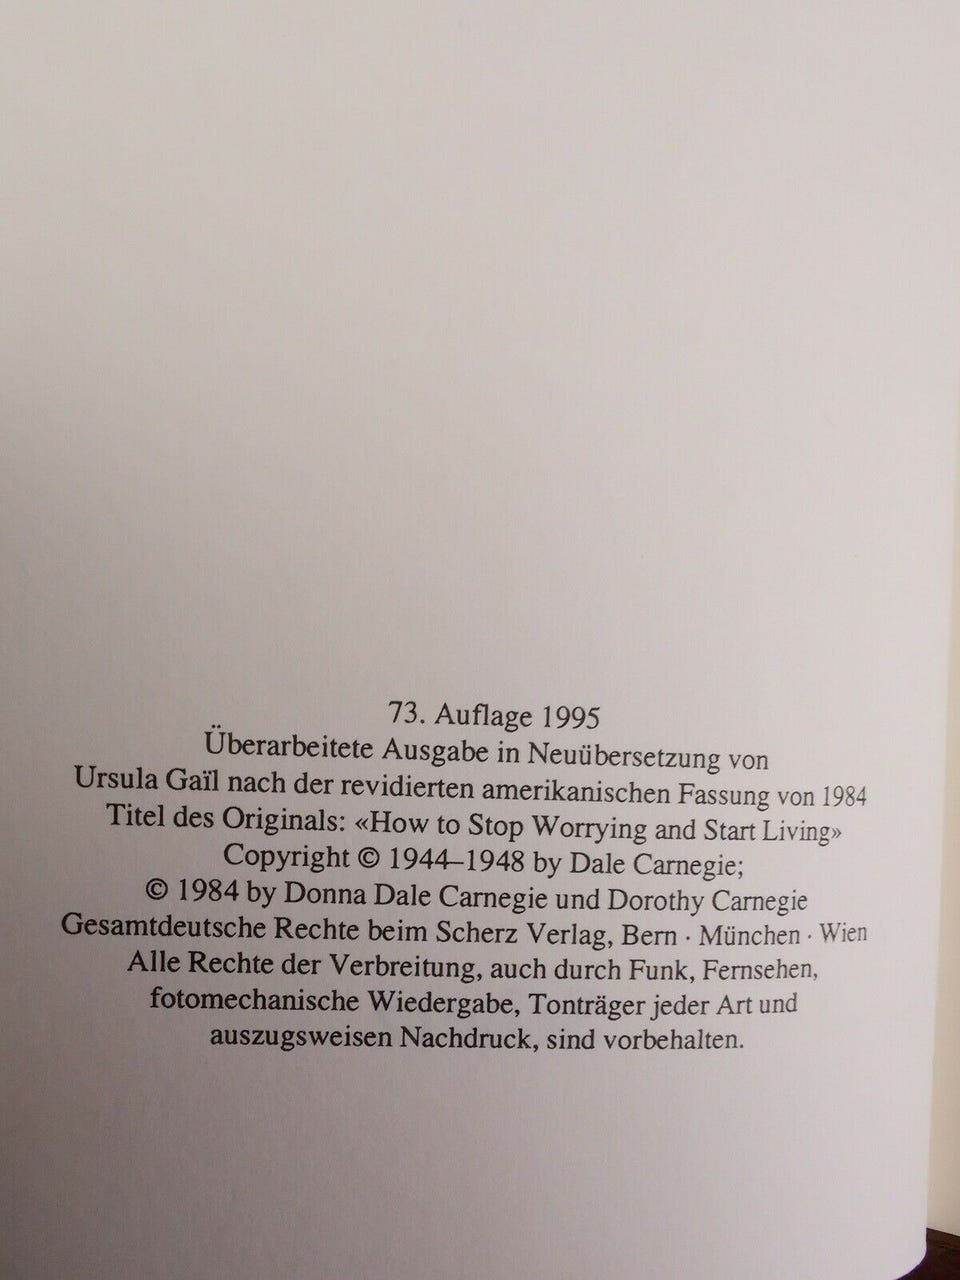 73. Auflage 1995
Überarbeitete Ausgabe in Neuübersetzung von
Ursula Gaïl nach der revidierten amerikanischen Fassung von 1984
Titel des Originals: «How to Stop Worrying and Start Living»
Copyright © 1944–1948 by Dale Carnegie;
© 1984 by Donna Dale Carnegie und Dorothy Carnegie
Gesamtdeutsche Rechte beim Scherz Verlag, Bern · München · Wien
Alle Rechte der Verbreitung, auch durch Funk, Fernsehen,
fotomechanische Wiedergabe, Tonträger jeder Art und
auszugsweisen Nachdruck, sind vorbehalten.